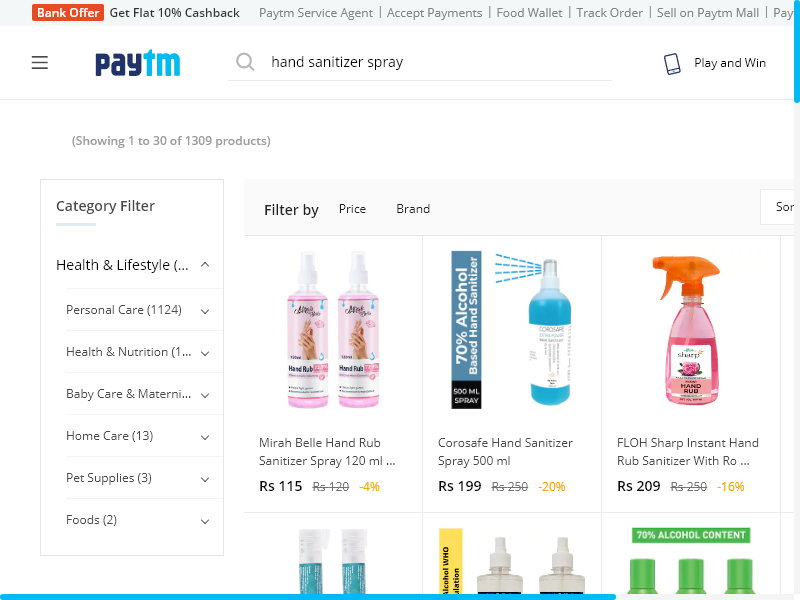 Bank Offer Get Flat 10% Cashback Paytm Service Agent | Accept Payments | Food Wallet | Track Order | Sell on Paytm Mall | Pay
paytm
hand sanitizer spray
Play and Win
(Showing 1 to 30 of 1309 products)
Category Filter
Health & Lifestyle (...
Personal Care (1124)
Health & Nutrition (1...
Baby Care & Materni...
Home Care (13)
Pet Supplies (3)
Foods (2)
Filter by Price Brand
Sor
Hand Rub
Hand Rub
70% Alcohol
Based Hand Sanitizer
500 ML
SPRAY
COROSAFE
sharp
HAND
RUB
Mirah Belle Hand Rub
Sanitizer Spray 120 ml ...
Rs 115 Rs 120 -4%
Corosafe Hand Sanitizer
Spray 500 ml
Rs 199 Rs 250 -20%
FLOH Sharp Instant Hand
Rub Sanitizer With Ro ...
Rs 209 Rs 250 -16%
Alcohol WHO
ulation
70% ALCOHOL CONTENT